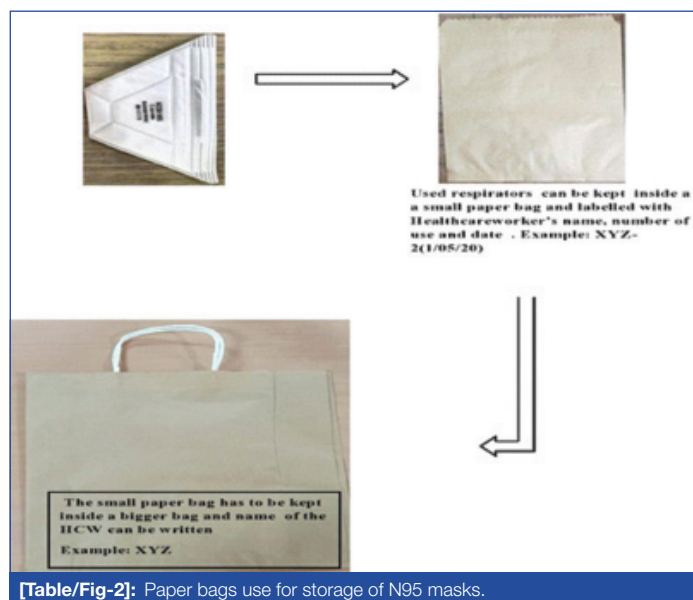 Used respirators can be kept inside a
a small paper bag and labelled with
Healthcareworker's name, number of
use and date . Example: XYZ-
2(1/05/20)
The small paper bag has to be kept
inside a bigger bag and name of the
HCW can be written
Example: XYZ
[Table/Fig-2]: Paper bags use for storage of N95 masks.